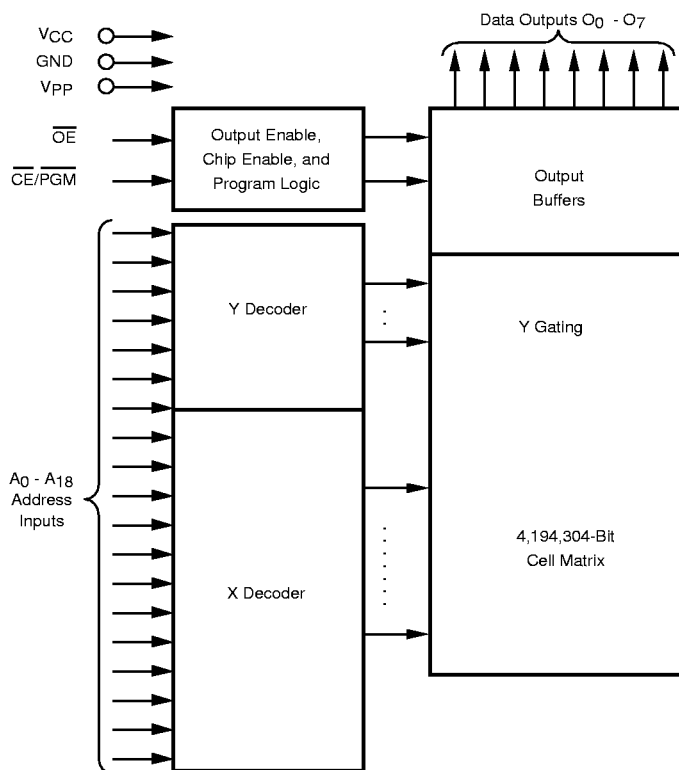 VCC
GND
VPP
OE
CE/PGM
Output Enable,
Chip Enable, and
Program Logic
Data Outputs O0 - O7
Output
Buffers
Y Decoder
Y Gating
A0 - A18
Address
Inputs
X Decoder
4,194,304-Bit
Cell Matrix